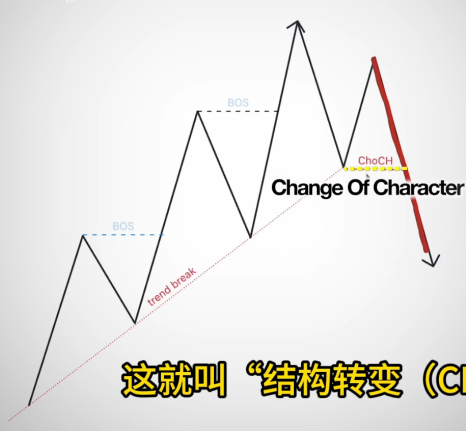 BOS
ChoCH
Change Of Character
BOS
trend break
这就叫“结构转变（C